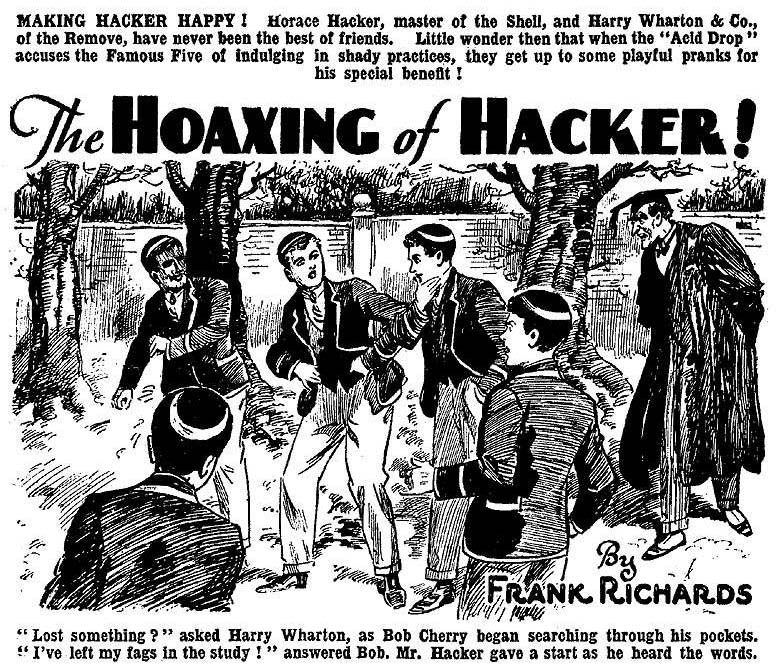 MAKING HACKER HAPPY! Horace Hacker, master of the Shell, and Harry Wharton & Co.,
of the Remove, have never been the best of friends. Little wonder then that when the "Acid Drop"
accuses the Famous Five of indulging in shady practices, they get up to some playful pranks for
his special benefit!
The HOAXING of HACKER!
By
FRANK RICHARDS
"Lost something?" asked Harry Wharton, as Bob Cherry began searching through his pockets.
"I've left my fags in the study!" answered Bob. Mr. Hacker gave a start as he heard the words.